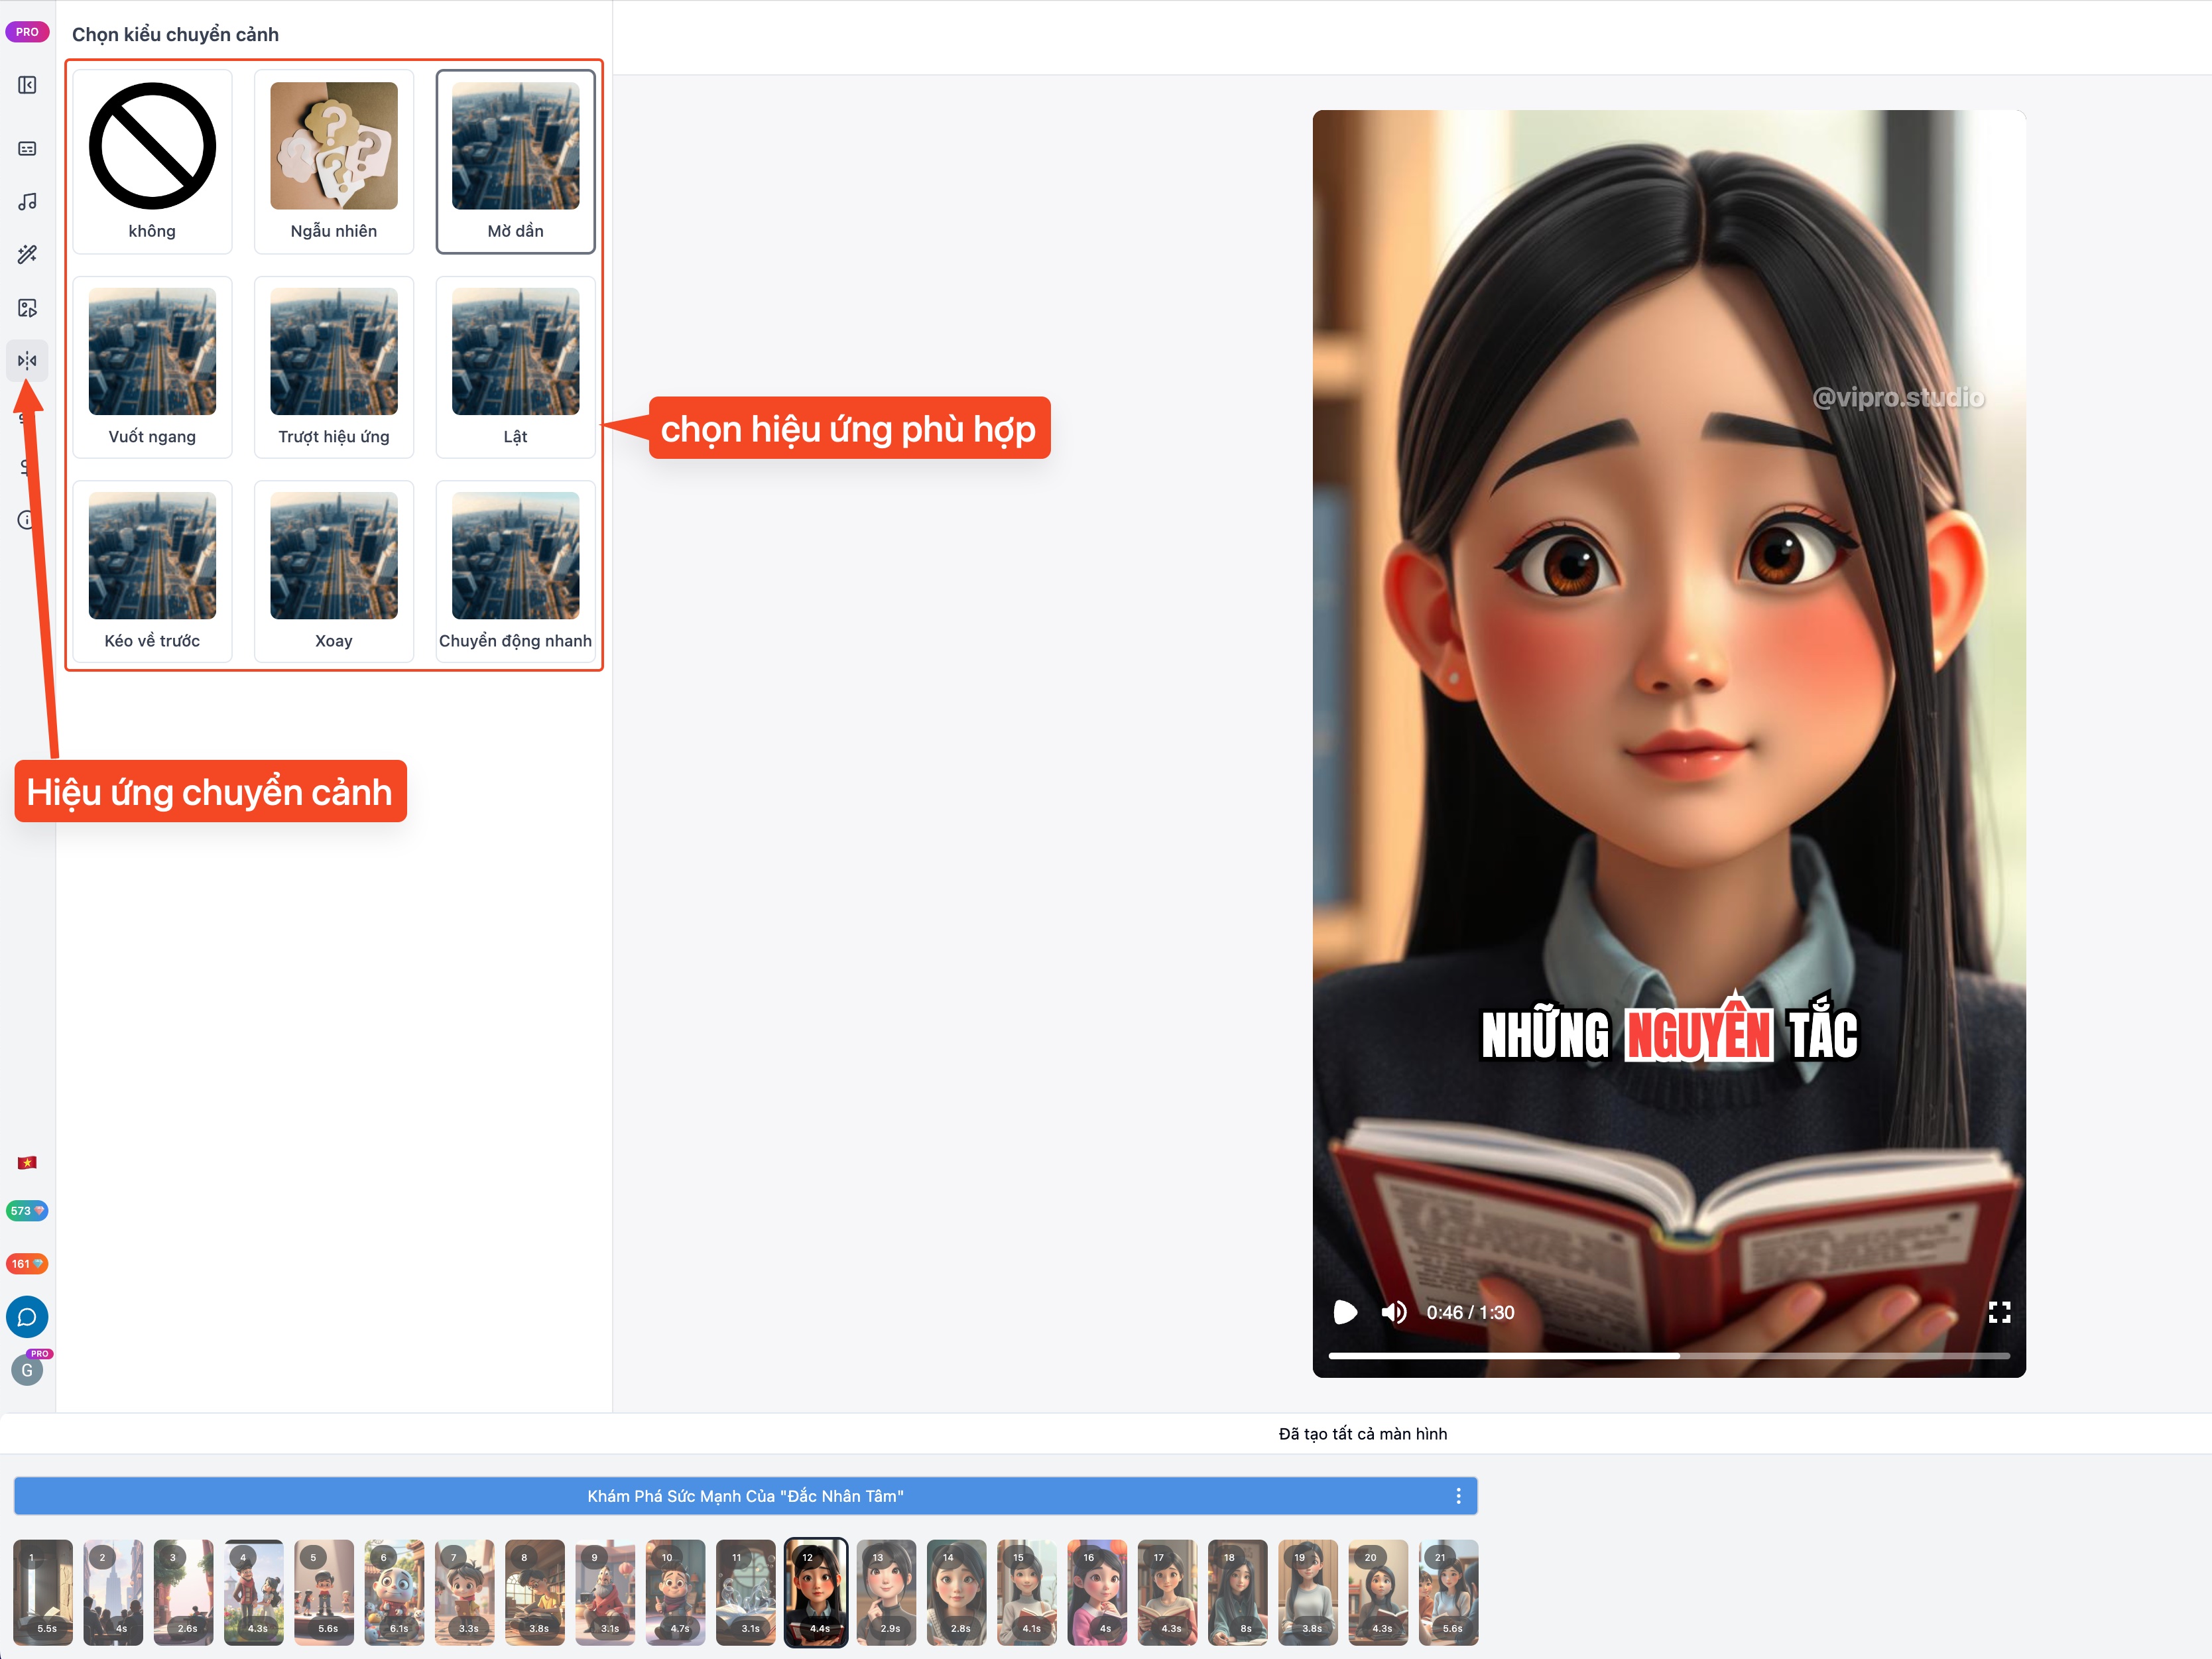 PRO
Chọn kiểu chuyển cảnh
không
Ngẫu nhiên
Mờ dần
Vuốt ngang
Trượt hiệu ứng
Lật
Kéo về trước
Xoay
Chuyển động nhanh
chọn hiệu ứng phù hợp
Hiệu ứng chuyển cảnh
@vipro.studio
NHỮNG NGUYÊN TẮC
0:46 / 1:30
573
161
PRO
G
Đã tạo tất cả màn hình
Khám Phá Sức Mạnh Của "Đắc Nhân Tâm"
1 2 3 4 5 6 7 8 9 10 11 12 13 14 15 16 17 18 19 20 21
5.5s 4s 2.6s 4.3s 5.6s 6.1s 3.3s 3.8s 3.1s 4.7s 3.1s 4.4s 2.9s 2.8s 4.1s 4s 4.3s 8s 3.8s 4.3s 5.6s